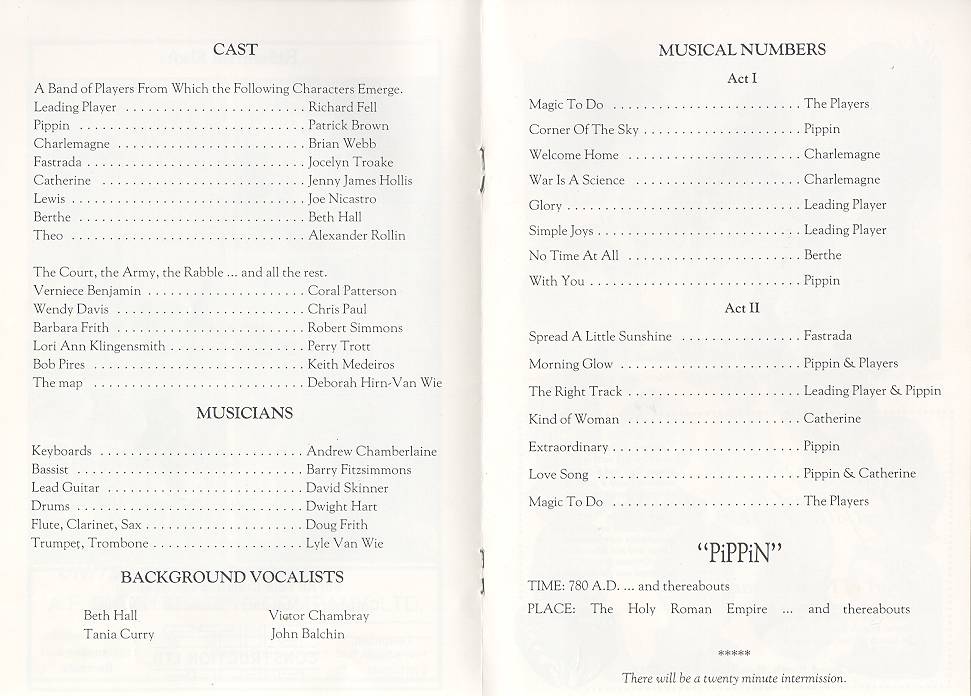 CAST
A Band of Players From Which the Following Characters Emerge.
Leading Player ........................ Richard Fell
Pippin .............................. Patrick Brown
Charlemagne ......................... Brian Webb
Fastrada ............................. Jocelyn Troake
Catherine ........................... Jenny James Hollis
Lewis ............................... Joe Nicastro
Berthe .............................. Beth Hall
Theo ............................... Alexander Rollin
The Court, the Army, the Rabble ... and all the rest.
Verniece Benjamin ..................... Coral Patterson
Wendy Davis ......................... Chris Paul
Barbara Frith ......................... Robert Simmons
Lori Ann Klingensmith .................. Perry Trott
Bob Pires ............................ Keith Medeiros
The map ............................ Deborah Hirn-Van Wie
MUSICIANS
Keyboards ........................... Andrew Chamberlaine
Bassist .............................. Barry Fitzsimmons
Lead Guitar .......................... David Skinner
Drums .............................. Dwight Hart
Flute, Clarinet, Sax ..................... Doug Frith
Trumpet, Trombone .................... Lyle Van Wie
BACKGROUND VOCALISTS
Beth Hall Victor Chambray
Tania Curry John Balchin
MUSICAL NUMBERS
Act I
Magic To Do ......................... The Players
Corner Of The Sky ..................... Pippin
Welcome Home ....................... Charlemagne
War Is A Science ...................... Charlemagne
Glory ............................... Leading Player
Simple Joys ........................... Leading Player
No Time At All ....................... Berthe
With You ............................ Pippin
Act II
Spread A Little Sunshine ................ Fastrada
Morning Glow ........................ Pippin & Players
The Right Track ....................... Leading Player & Pippin
Kind of Woman ....................... Catherine
Extraordinary ......................... Pippin
Love Song ........................... Pippin & Catherine
Magic To Do ......................... The Players
"PiPPiN"
TIME: 780 A.D. ... and thereabouts
PLACE: The Holy Roman Empire ... and thereabouts
*****
There will be a twenty minute intermission.